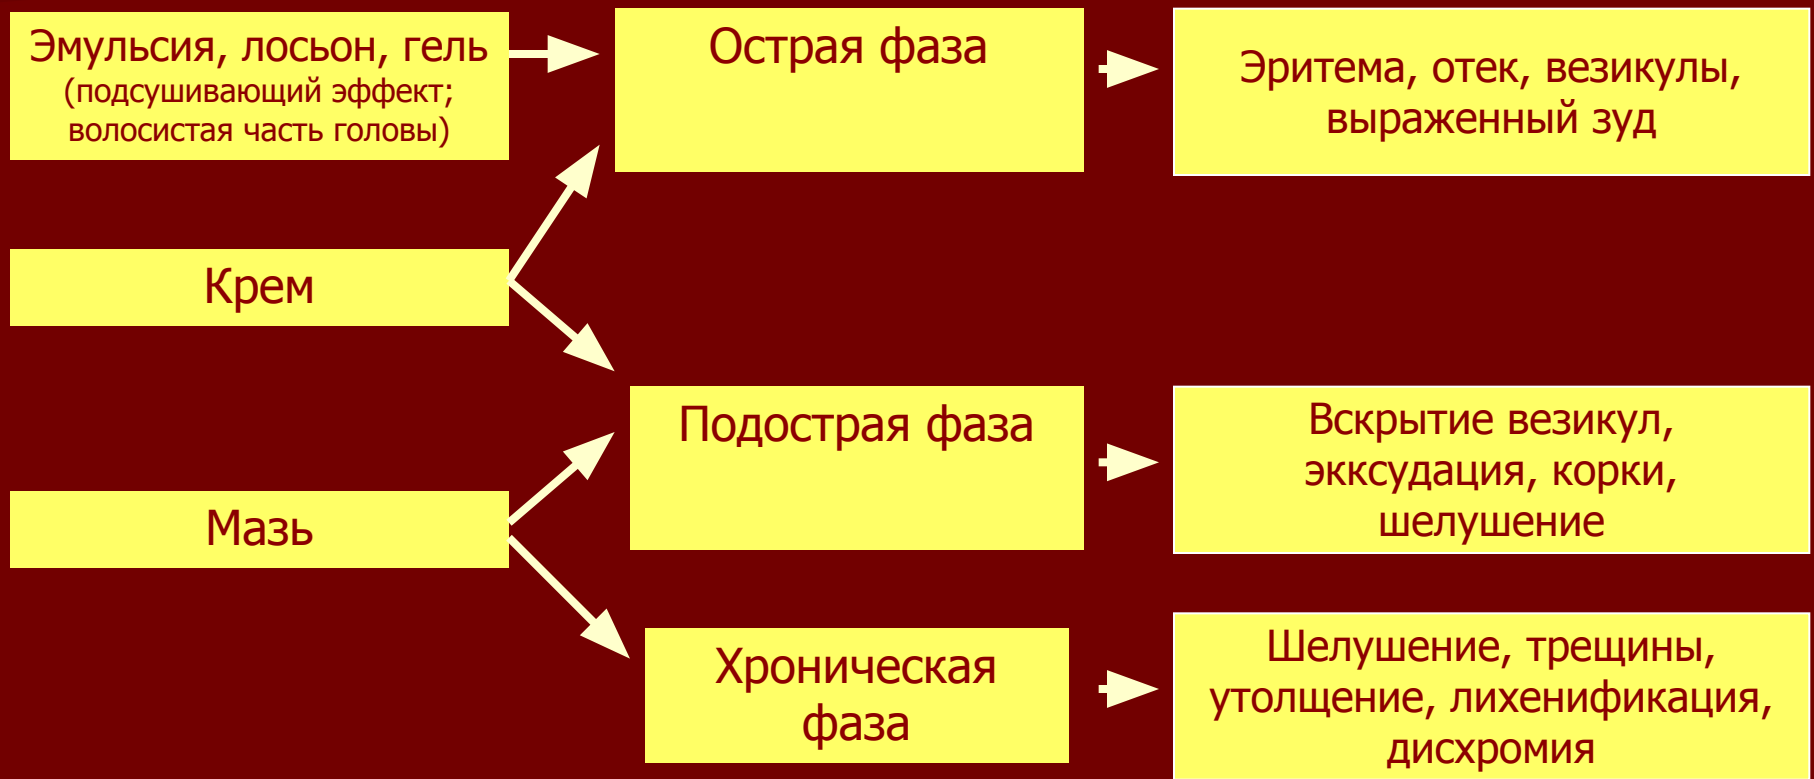 Эмульсия, лосьон, гель
(подсушивающий эффект;
волосистая часть головы)
Острая фаза
Эритема, отек, везикулы,
выраженный зуд
Крем
Подострая фаза
Вскрытие везикул,
экксудация, корки,
шелушение
Мазь
Хроническая
фаза
Шелушение, трещины,
утолщение, лихенификация,
дисхромия